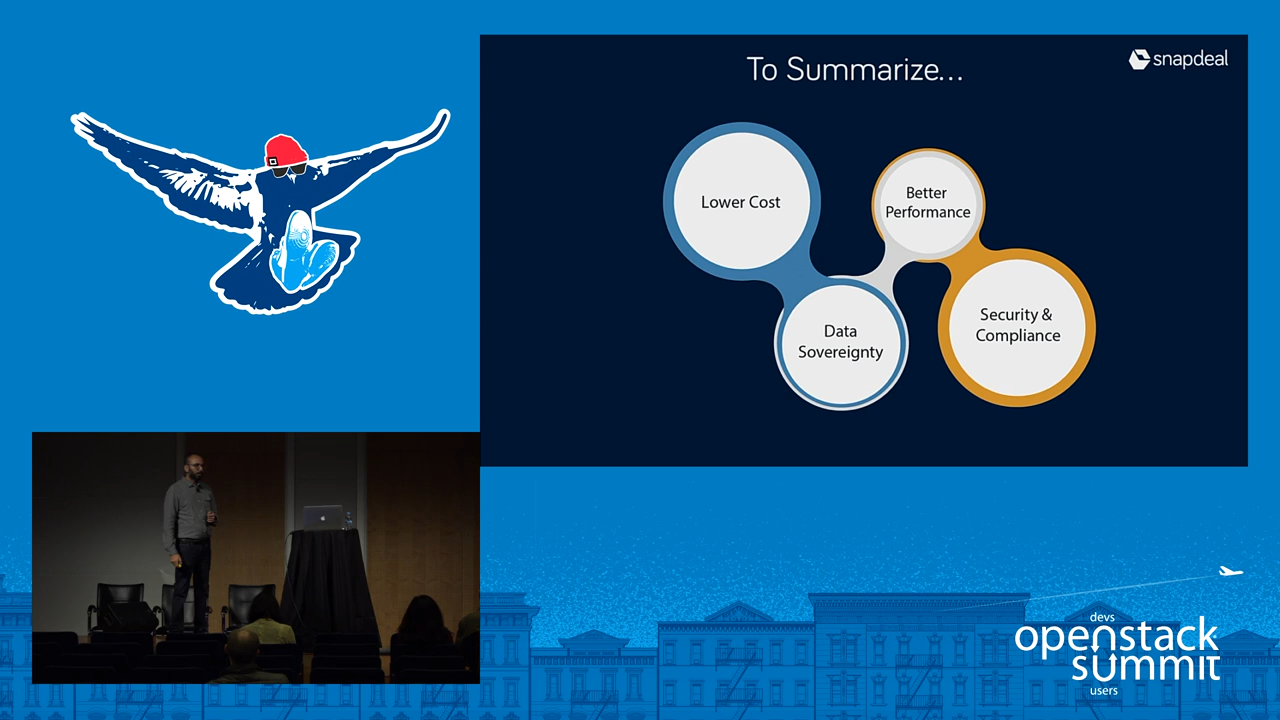 To Summarize...
snapdeal
Lower Cost
Better
Performance
Data
Sovereignty
Security &
Compliance
devs
openstack
summit
users